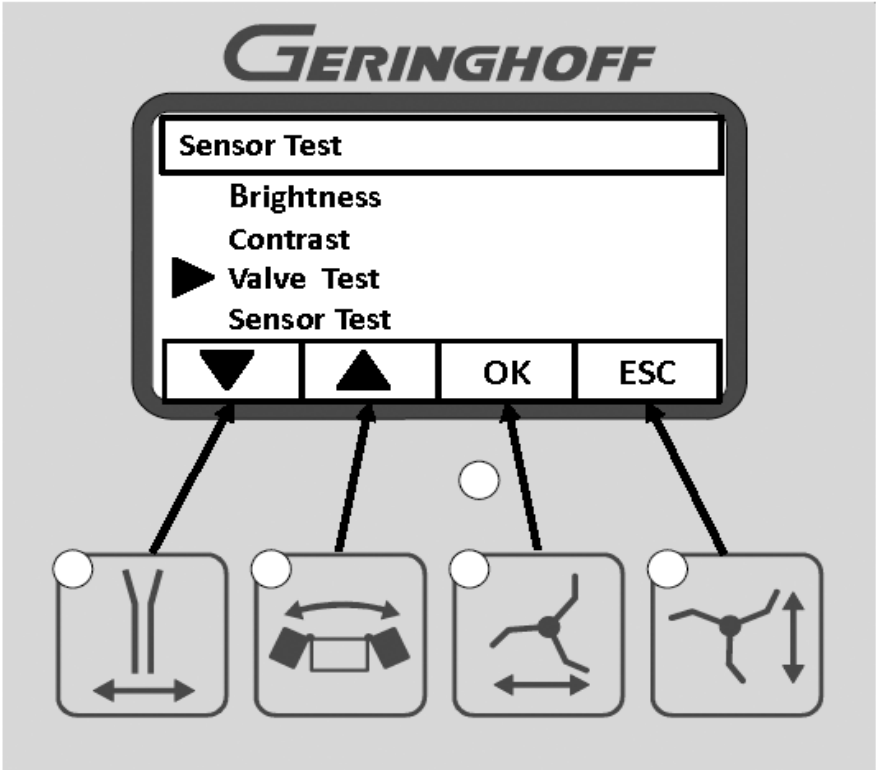 GERINGHOFF
Sensor Test
Brightness
Contrast
Valve Test
Sensor Test
OK ESC